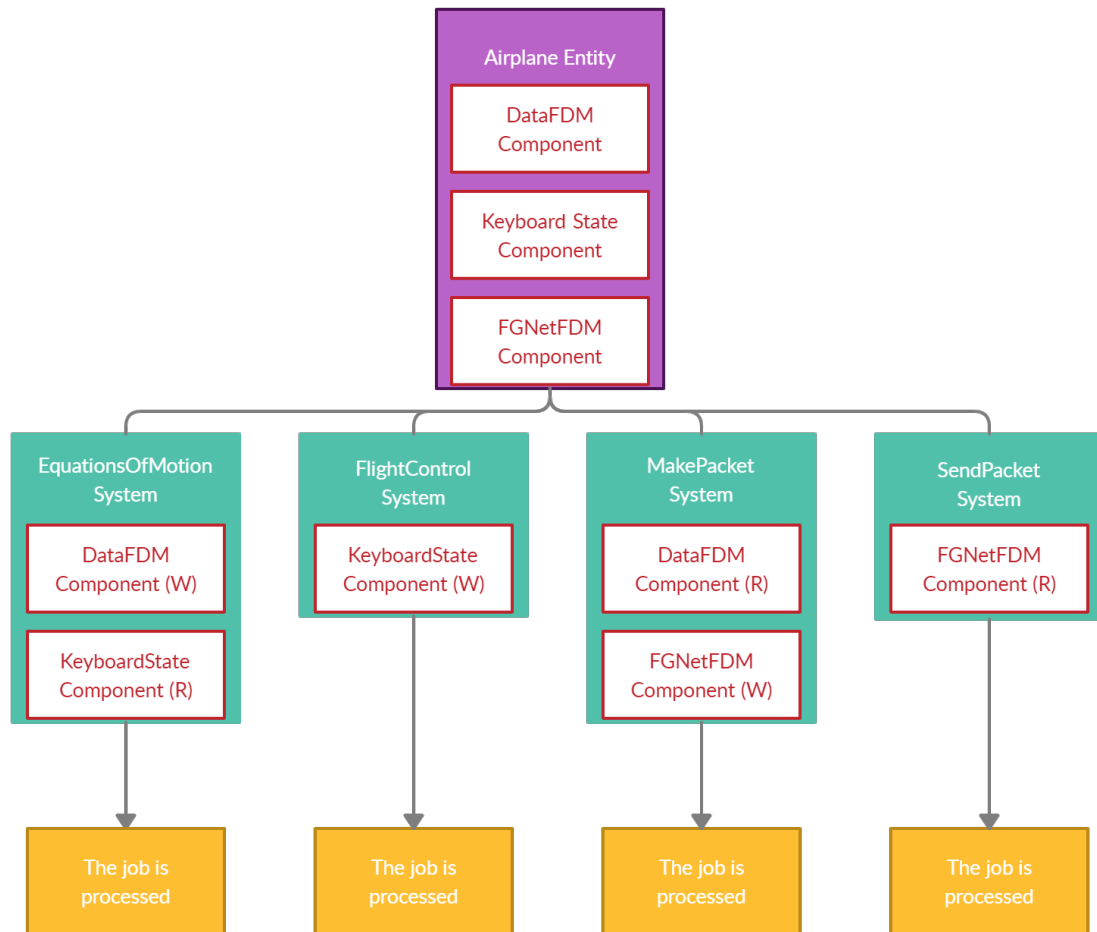 Airplane Entity
DataFDM
Component
Keyboard State
Component
FGNetFDM
Component
EquationsOfMotion
System
DataFDM
Component (W)
KeyboardState
Component (R)
FlightControl
System
KeyboardState
Component (W)
MakePacket
System
DataFDM
Component (R)
FGNetFDM
Component (W)
SendPacket
System
FGNetFDM
Component (R)
The job is
processed
The job is
processed
The job is
processed
The job is
processed